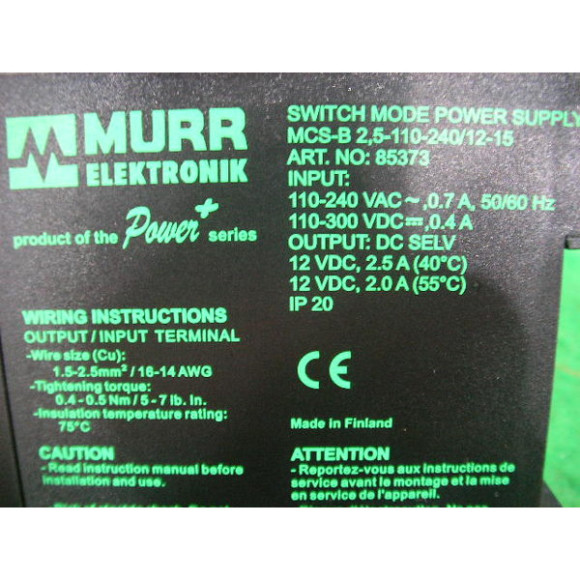 MURR
ELEKTRONIK
product of the Power+ series
SWITCH MODE POWER SUPPLY
MCS-B 2,5-110-240/12-15
ART. NO: 85373
INPUT:
110-240 VAC ~ ,0.7 A, 50/60 Hz
110-300 VDC ⎓ ,0.4 A
OUTPUT: DC SELV
12 VDC, 2.5 A (40°C)
12 VDC, 2.0 A (55°C)
IP 20
WIRING INSTRUCTIONS
OUTPUT / INPUT TERMINAL
-Wire size (Cu):
1.5-2.5mm² / 16-14 AWG
-Tightening torque:
0.4 - 0.5 Nm / 5 - 7 lb. in.
-Insulation temperature rating:
75°C
CE
Made in Finland
CAUTION
- Read instruction manual before
installation and use.
ATTENTION
- Reportez-vous aux instructions de
service avant le montage et la mise
en service de l'appareil.